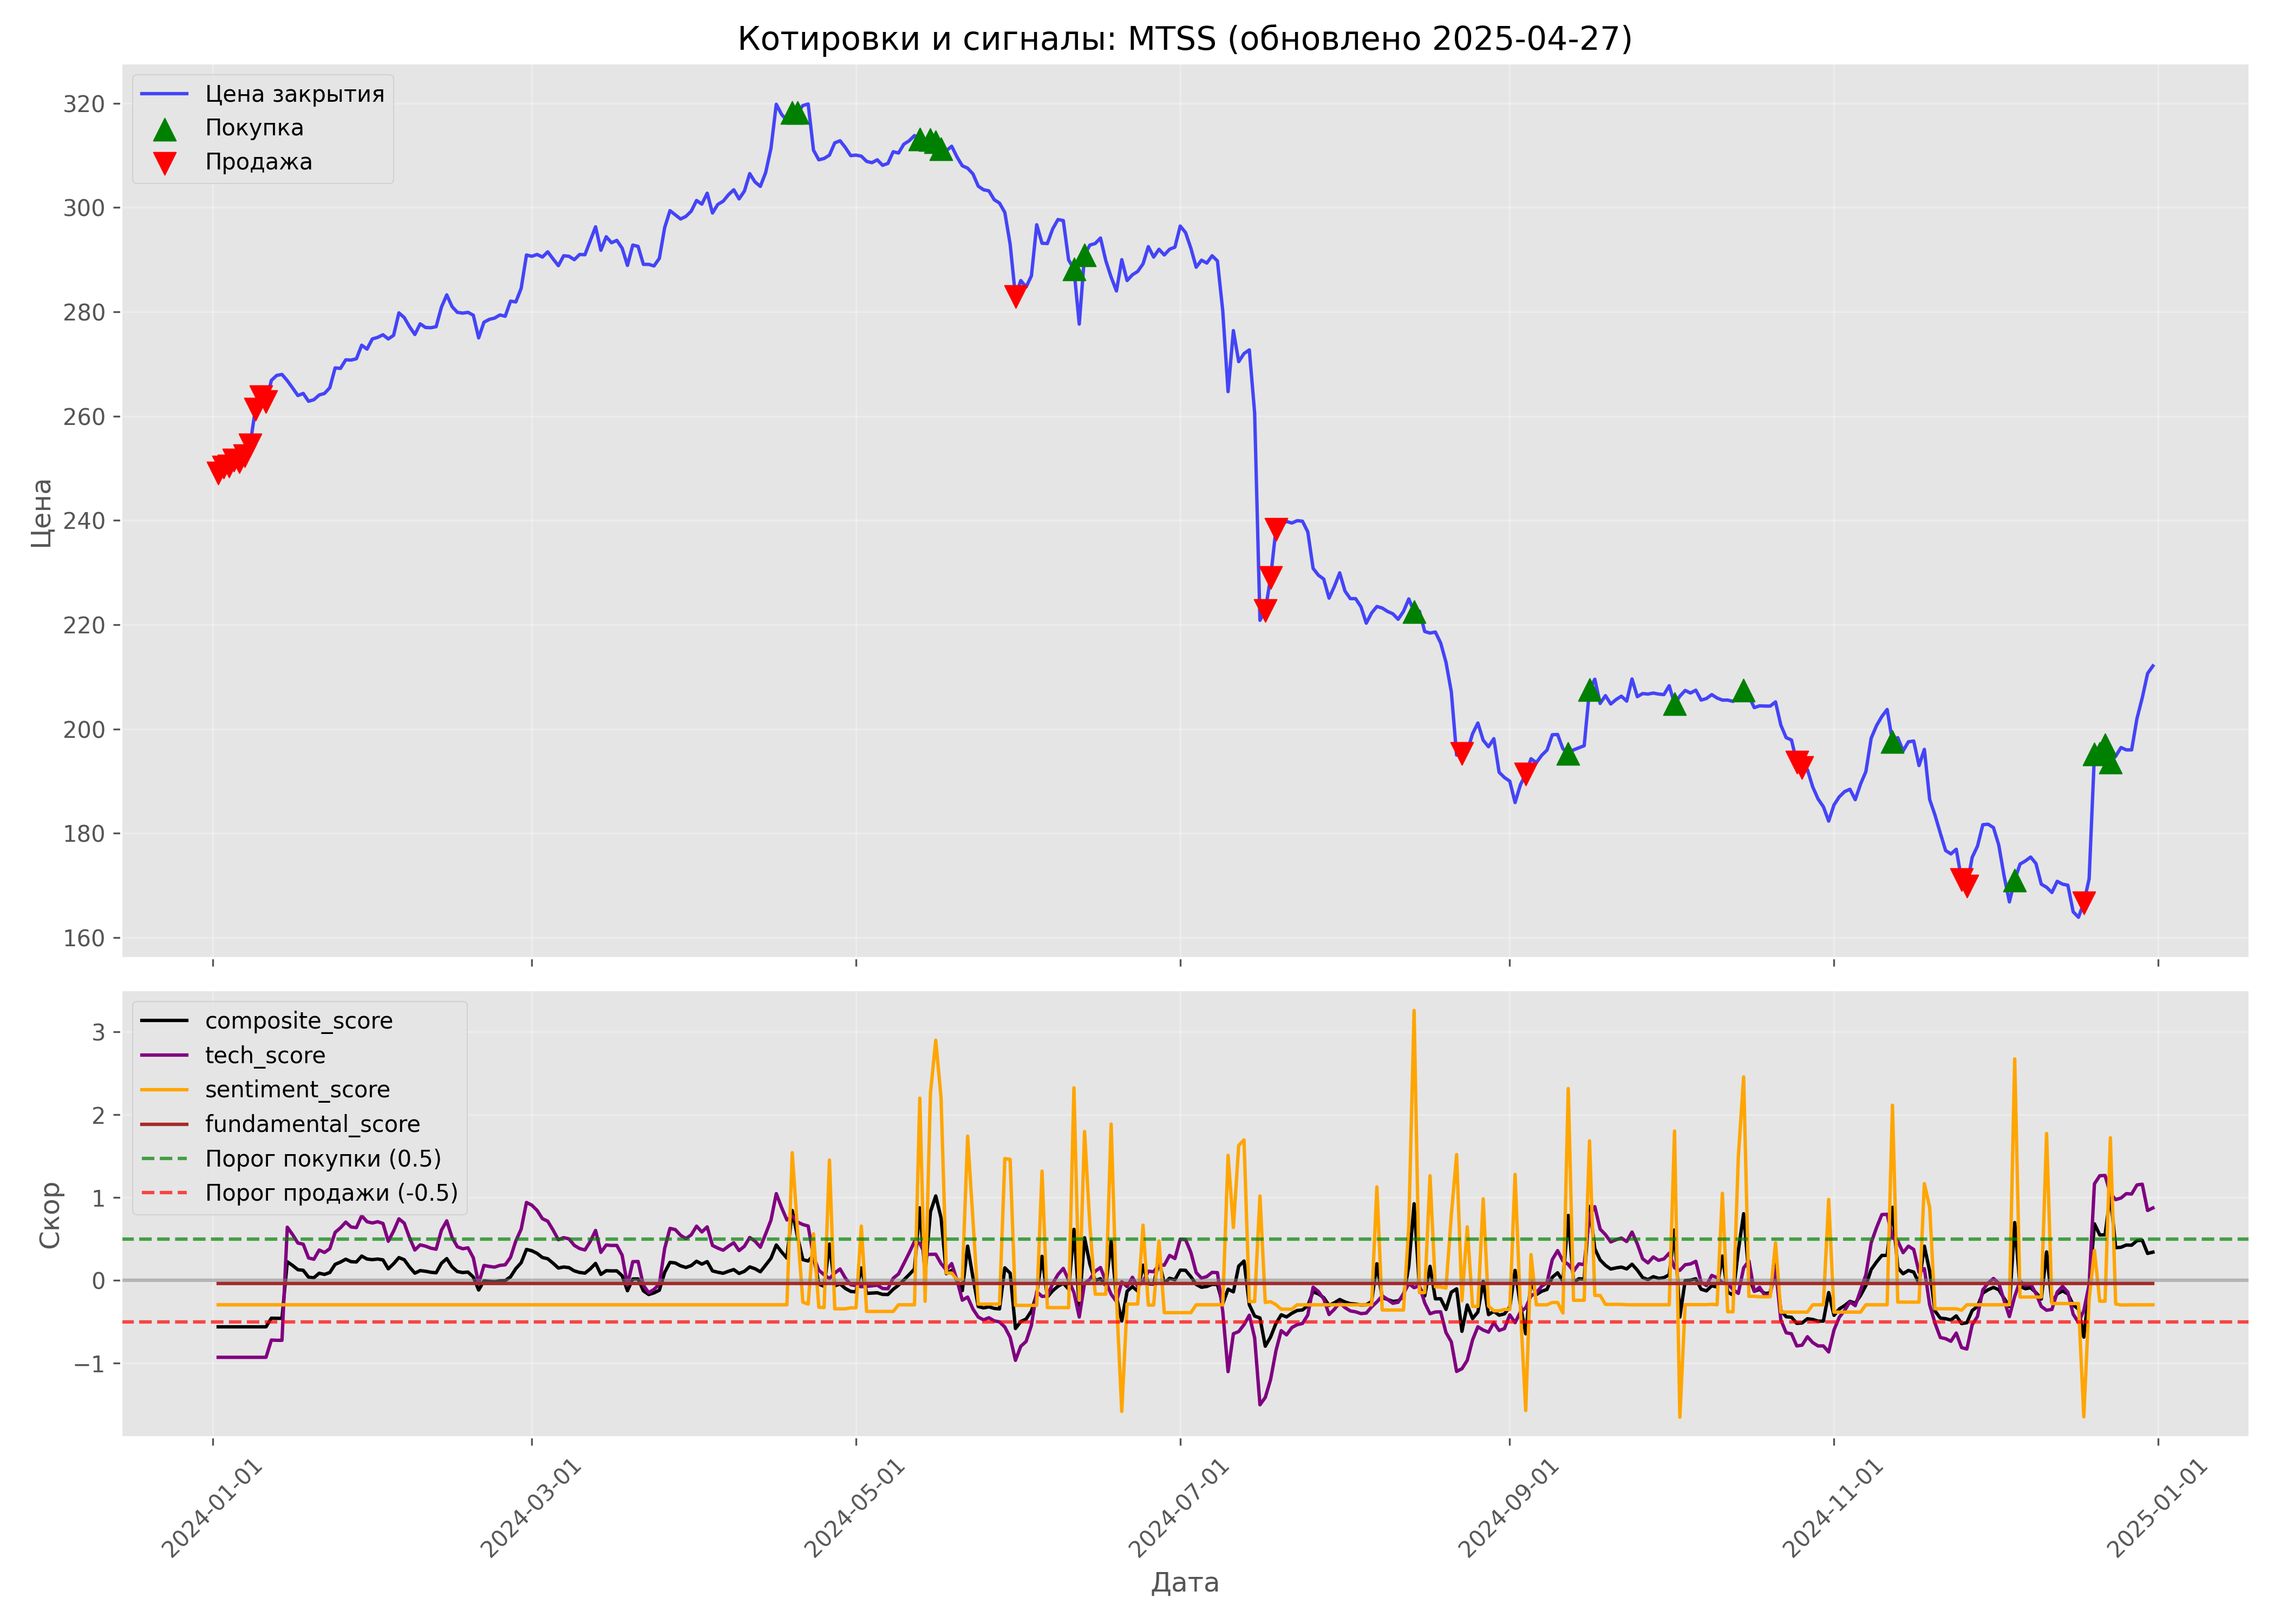 Котировки и сигналы: MTSS (обновлено 2025-04-27)
Цена закрытия
Покупка
Продажа
Цена
320
300
280
260
240
220
200
180
160
composite_score
tech_score
sentiment_score
fundamental_score
Порог покупки (0.5)
Порог продажи (-0.5)
Скор
3
2
1
0
−1
2024-01-01
2024-03-01
2024-05-01
2024-07-01
2024-09-01
2024-11-01
2025-01-01
Дата